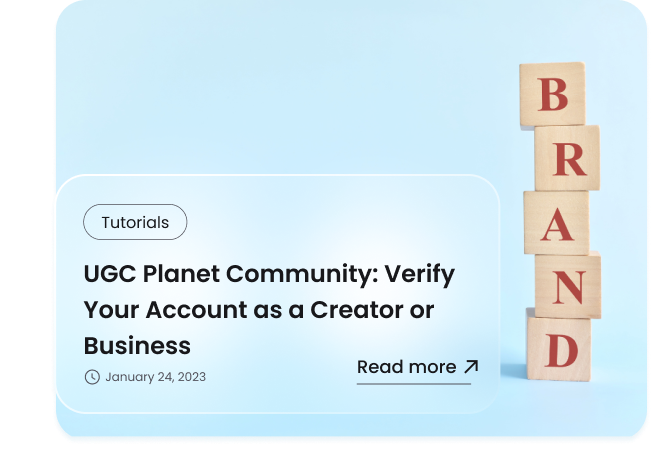 B
R
A
N
D
Tutorials
UGC Planet Community: Verify
Your Account as a Creator or
Business
January 24, 2023
Read more